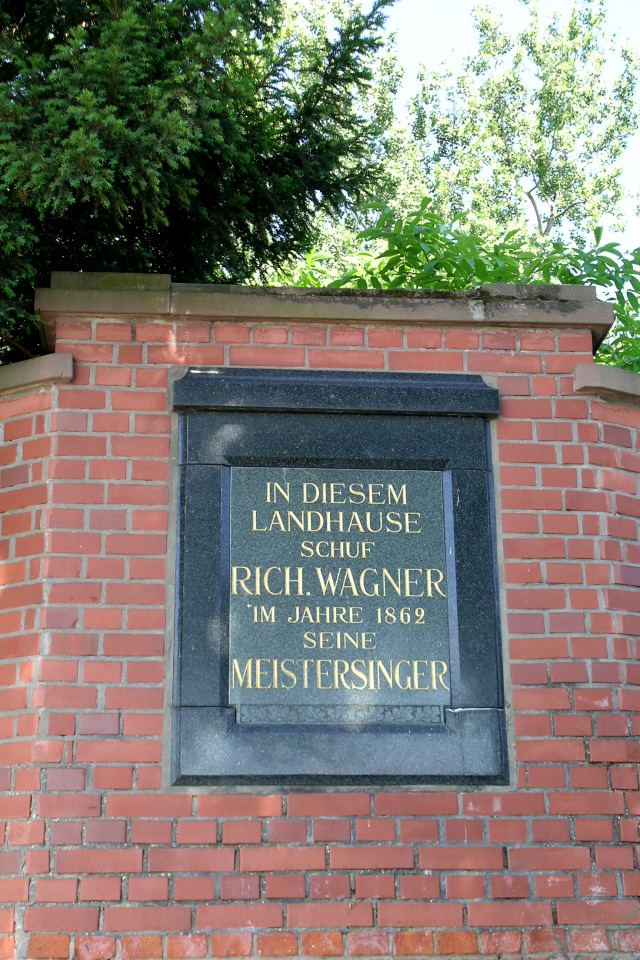 IN DIESEM
LANDHAUSE
SCHUF
RICH. WAGNER
IM JAHRE 1862
SEINE
MEISTERSINGER